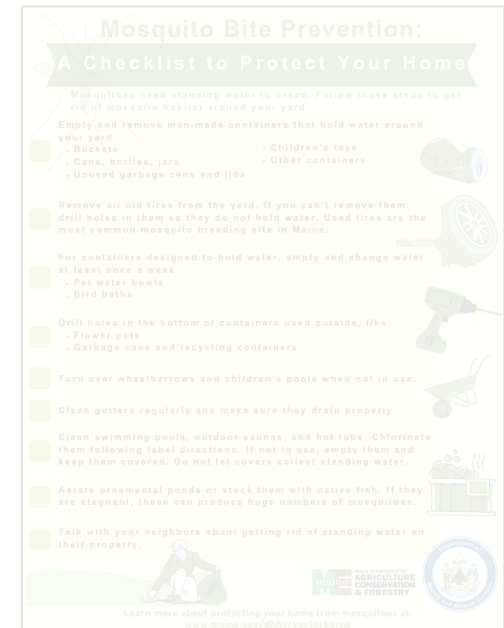 Mosquito Bite Prevention:
A Checklist to Protect Your Home
Mosquitoes need standing water to breed. Follow these steps to get
rid of mosquito habitat around your yard.
Empty and remove man-made containers that hold water around
your yard.
• Buckets
• Cans, bottles, jars
• Unused garbage cans and lids
• Children's toys
• Other containers
Remove all old tires from the yard. If you can't remove them,
drill holes in them so they do not hold water. Used tires are the
most common mosquito breeding site in Maine.
For containers designed to hold water, empty and change water
at least once a week.
• Pet water bowls
• Bird baths
Drill holes in the bottom of containers used outside, like:
• Flower pots
• Garbage cans and recycling containers
Turn over wheelbarrows and children's pools when not in use.
Clean gutters regularly and make sure they drain properly.
Clean swimming pools, outdoor saunas, and hot tubs. Chlorinate
them following label directions. If not in use, empty them and
keep them covered. Do not let covers collect standing water.
Aerate ornamental ponds or stock them with native fish. If they
are stagnant, these can produce huge numbers of mosquitoes.
Talk with your neighbors about getting rid of standing water on
their property.
maine
MAINE DEPARTMENT OF
AGRICULTURE
CONSERVATION
& FORESTRY
Learn more about protecting your home from mosquitoes at:
www.maine.gov/dhhs/vectorborne